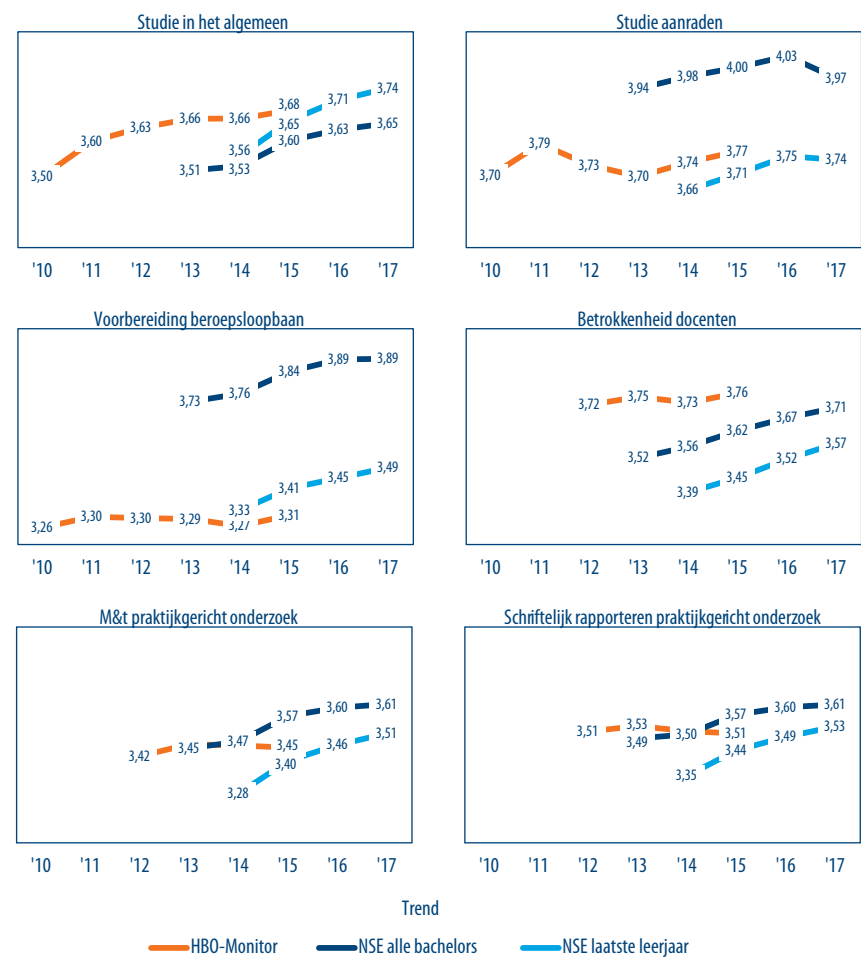 Studie in het algemeen
3,50 3,60 3,63 3,66 3,66 3,68
3,56 3,65 3,71 3,74
3,51 3,53 3,60 3,63 3,65
'10 '11 '12 '13 '14 '15 '16 '17
Studie aanraden
3,94 3,98 4,00 4,03 3,97
3,70 3,79 3,73 3,70 3,74 3,77
3,66 3,71 3,75 3,74
'10 '11 '12 '13 '14 '15 '16 '17
Voorbereiding beroepsloopbaan
3,73 3,76 3,84 3,89 3,89
3,33 3,41 3,45 3,49
3,26 3,30 3,30 3,29 3,27 3,31
'10 '11 '12 '13 '14 '15 '16 '17
Betrokkenheid docenten
3,72 3,75 3,73 3,76
3,52 3,56 3,62 3,67 3,71
3,39 3,45 3,52 3,57
'10 '11 '12 '13 '14 '15 '16 '17
M&t praktijkgericht onderzoek
3,57 3,60 3,61
3,42 3,45 3,47 3,45
3,28 3,40 3,46 3,51
'10 '11 '12 '13 '14 '15 '16 '17
Schriftelijk rapporteren praktijkgericht onderzoek
3,57 3,60 3,61
3,51 3,53 3,50 3,51
3,49
3,35 3,44 3,49 3,53
'10 '11 '12 '13 '14 '15 '16 '17
Trend
HBO-Monitor NSE alle bachelors NSE laatste leerjaar